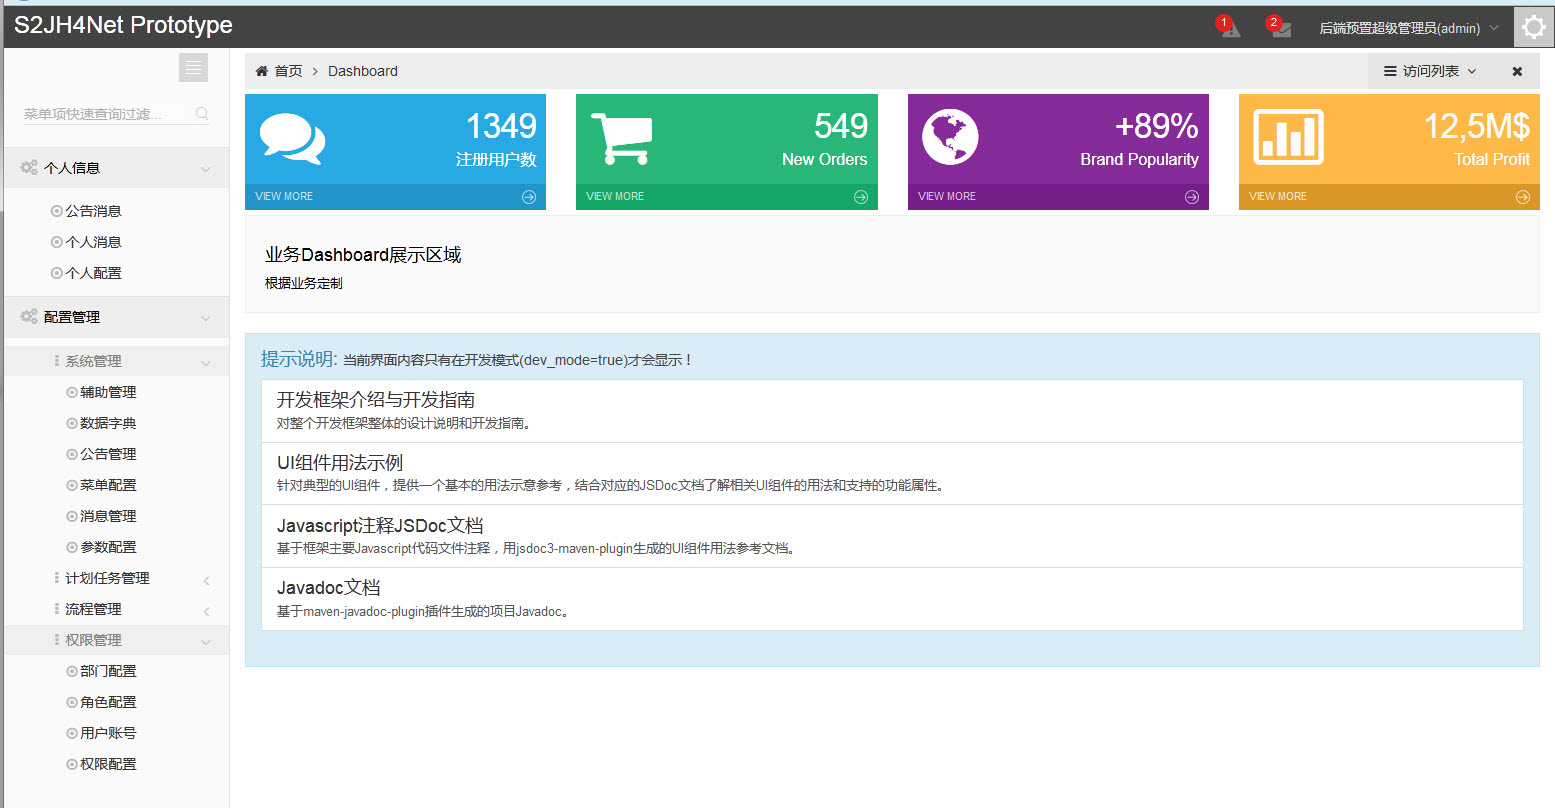 S2JH4Net Prototype
1
2
后端预置超级管理员(admin)
菜单项快速查询过滤...
个人信息
公告消息
个人消息
个人配置
配置管理
系统管理
辅助管理
数据字典
公告管理
菜单配置
消息管理
参数配置
计划任务管理
流程管理
权限管理
部门配置
角色配置
用户账号
权限配置
首页 > Dashboard
访问列表
1349
注册用户数
VIEW MORE
549
New Orders
VIEW MORE
+89%
Brand Popularity
VIEW MORE
12,5M$
Total Profit
VIEW MORE
业务Dashboard展示区域
根据业务定制
提示说明: 当前界面内容只有在开发模式(dev_mode=true)才会显示！
开发框架介绍与开发指南
对整个开发框架整体的设计说明和开发指南。
UI组件用法示例
针对典型的UI组件，提供一个基本的用法示意参考，结合对应的JSDoc文档了解相关UI组件的用法和支持的功能属性。
Javascript注释JSDoc文档
基于框架主要Javascript代码文件注释，用jsdoc3-maven-plugin生成的UI组件用法参考文档。
Javadoc文档
基于maven-javadoc-plugin插件生成的项目Javadoc。